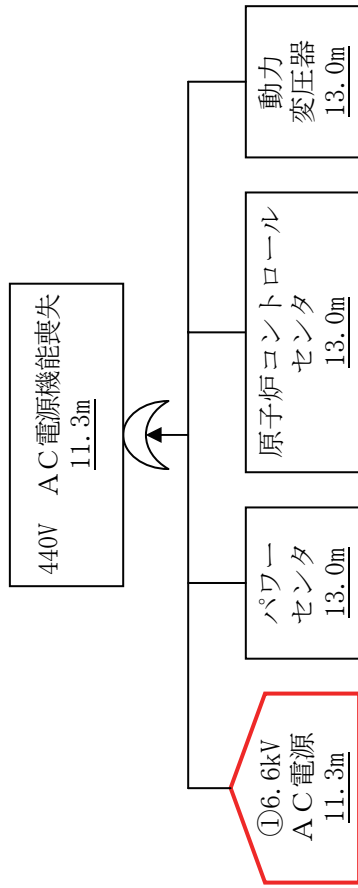 440V ＡＣ電源機能喪失
11.3m
①6.6kV
ＡＣ電源
11.3m
パワー
センタ
13.0m
原子炉コントロール
センタ
13.0m
動力
変圧器
13.0m